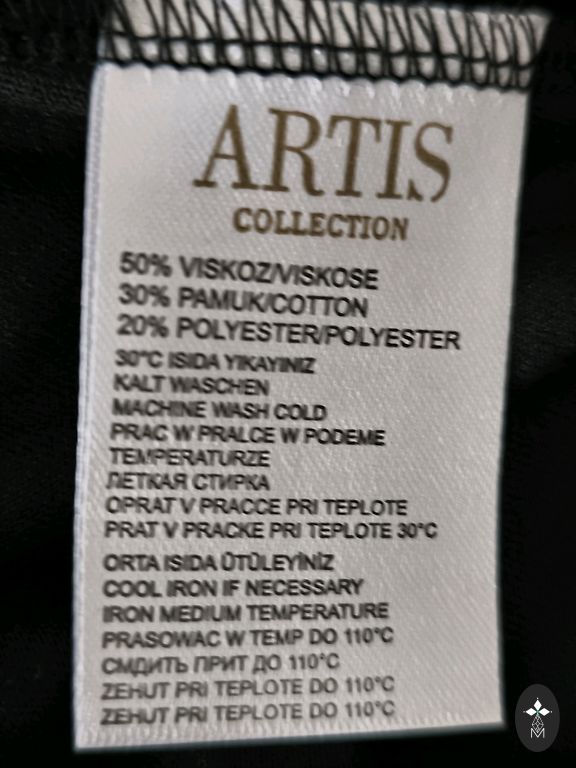 ARTIS
COLLECTION
50% VISKOZ/VISKOSE
30% PAMUK/COTTON
20% POLYESTER/POLYESTER
30°C ISIDA YIKAYINIZ
KALT WASCHEN
MACHINE WASH COLD
PRAC W PRALCE W PODEME
TEMPERATURZE
ЛЕТКАЯ СТИРКА
OPRAT V PRACCE PRI TEPLOTE
PRAT V PRACKE PRI TEPLOTE 30°C
ORTA ISIDA ÜTÜLEYİNİZ
COOL IRON IF NECESSARY
IRON MEDIUM TEMPERATURE
PRASOWAC W TEMP DO 110°C
СМДИТЬ ПРИТ ДО 110°C
ZEHUT PRI TEPLOTE DO 110°C
ZEHUT PRI TEPLOTE DO 110°C
M